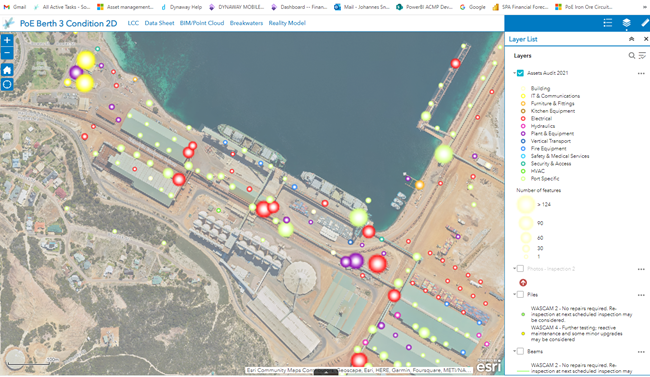 Gmail
All Active Tasks - So...
Asset management...
Dynaway Help
DYNAWAY MOBILE...
Dashboard -- Finan...
Mail - Johannes Sn...
PowerBI ACMP Dev...
Google
SPA Financial Forec...
PoE Iron Ore Circuit...
PoE Berth 3 Condition 2D
LCC
Data Sheet
BIM/Point Cloud
Breakwaters
Reality Model
Layer List
Layers
Assets Audit 2021
Building
IT & Communications
Furniture & Fittings
Kitchen Equipment
Electrical
Hydraulics
Plant & Equipment
Vertical Transport
Fire Equipment
Safety & Medical Services
Security & Access
HVAC
Port Specific
Number of features
> 124
90
60
30
1
Photos - Inspection 2
Piles
WASCAM 2 - No repairs required. Re-
inspection at next scheduled inspection may
be considered.
WASCAM 4 - Further testing; reactive
maintenance and some minor upgrades
may be considered
Beams
WASCAM 2 - No repairs required. Re-
inspection at next scheduled inspection may
Esri Community Maps Geoscape, Esri, HERE, Garmin, Foursquare, METI/NA...
esri